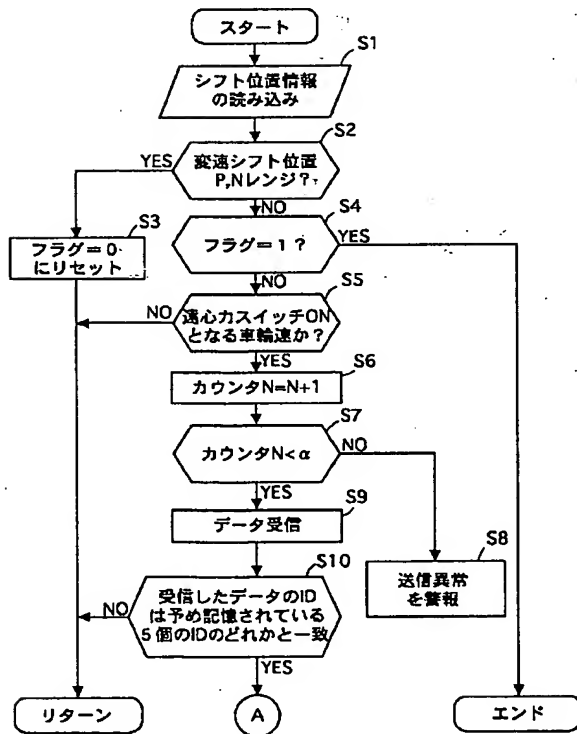 スタート
S1
シフト位置情報
の読み込み
S2
変速シフト位置
P,Nレンジ?
YES
NO
S3
フラグ=0
にリセット
S4
フラグ=1?
YES
NO
S5
遠心力スイッチON
となる車輪速か?
NO
YES
S6
カウンタN=N+1
S7
カウンタN<α
NO
YES
S9
データ受信
S8
送信異常
を警報
S10
受信したデータのID
は予め記憶されている
5個のIDのどれかと一致
NO
YES
リターン
A
エンド